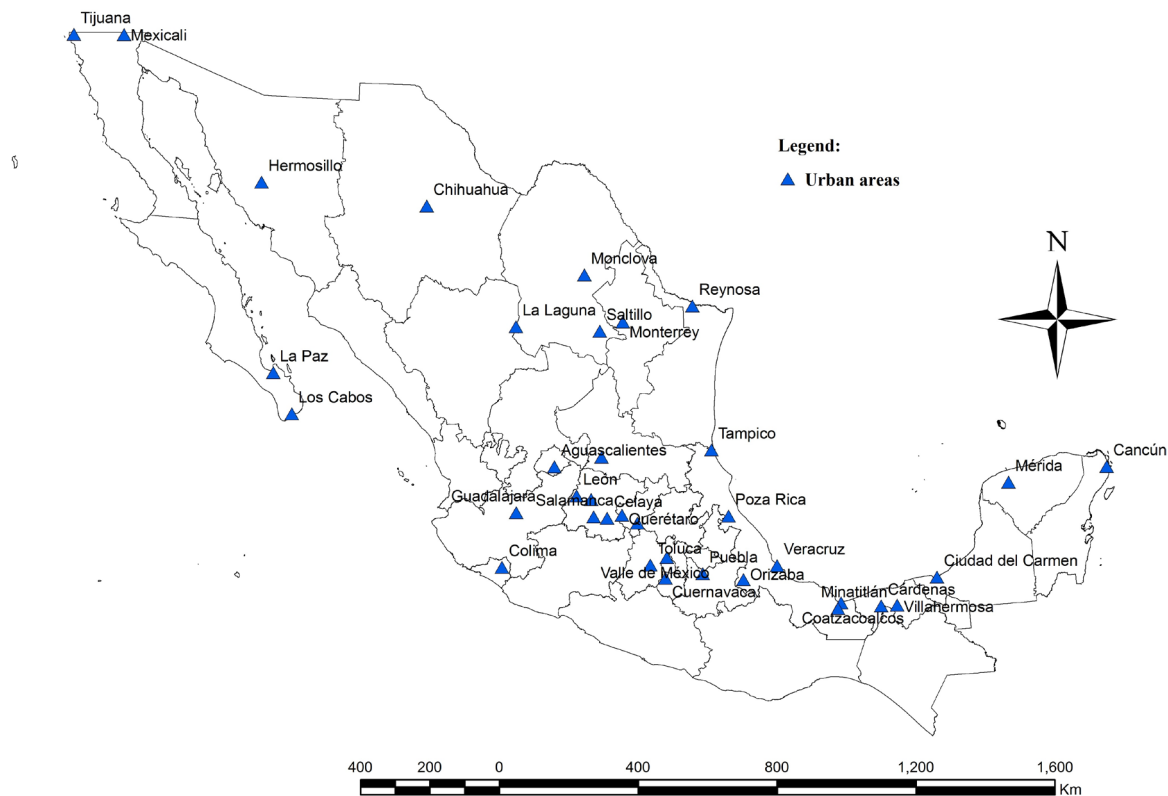 Tijuana
Mexicali
Legend:
Urban areas
Hermosillo
Chihuahua
N
Monclova
Reynosa
La Laguna
Saltillo
Monterrey
La Paz
Los Cabos
Tampico
Aguascalientes
Cancún
Mérida
León
Guadalajara
Salamanca
Celaya
Poza Rica
Querétaro
Colima
Toluca
Puebla
Veracruz
Ciudad del Carmen
Valle de México
Orizaba
Cuernavaca
Minatitlán
Cárdenas
Villahermosa
Coatzacoalcos
400 200 0 400 800 1,200 1,600
Km